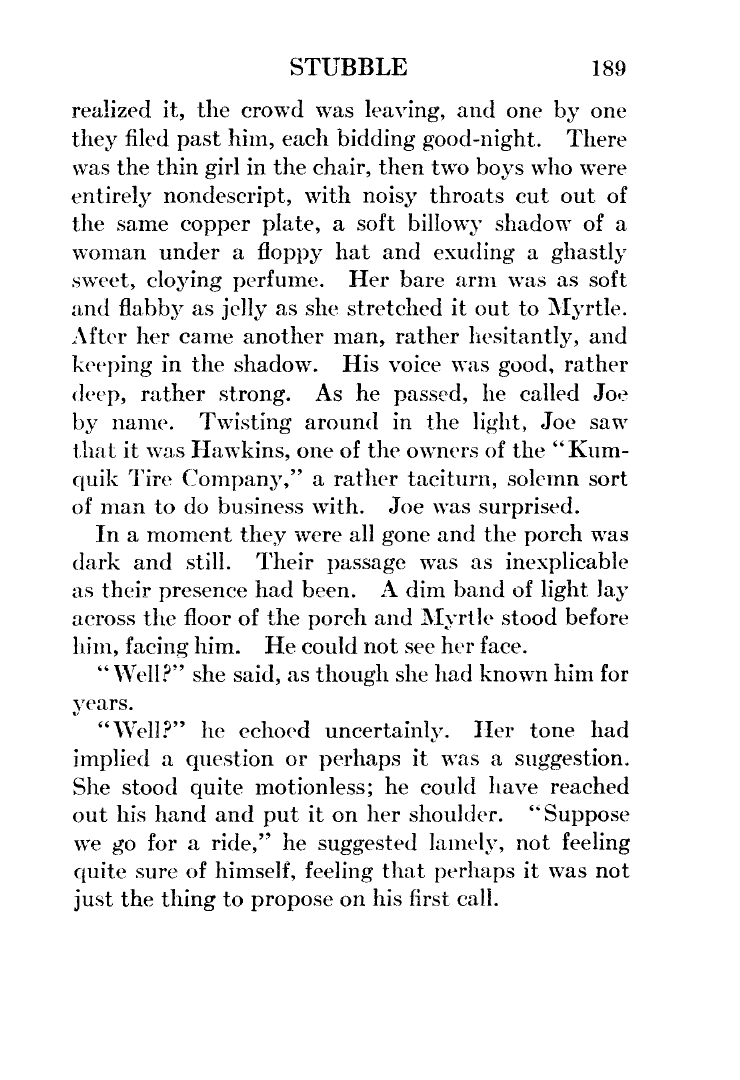 STUBBLE 189
realized it, the crowd was leaving, and one by one
they filed past him, each bidding good-night. There
was the thin girl in the chair, then two boys who were
entirely nondescript, with noisy throats cut out of
the same copper plate, a soft billowy shadow of a
woman under a floppy hat and exuding a ghastly
sweet, cloying perfume. Her bare arm was as soft
and flabby as jelly as she stretched it out to Myrtle.
After her came another man, rather hesitantly, and
keeping in the shadow. His voice was good, rather
deep, rather strong. As he passed, he called Joe
by name. Twisting around in the light, Joe saw
that it was Hawkins, one of the owners of the "Kum-
quik Tire Company," a rather taciturn, solemn sort
of man to do business with. Joe was surprised.
In a moment they were all gone and the porch was
dark and still. Their passage was as inexplicable
as their presence had been. A dim band of light lay
across the floor of the porch and Myrtle stood before
him, facing him. He could not see her face.
"Well?" she said, as though she had known him for
years.
"Well?" he echoed uncertainly. Her tone had
implied a question or perhaps it was a suggestion.
She stood quite motionless; he could have reached
out his hand and put it on her shoulder. "Suppose
we go for a ride," he suggested lamely, not feeling
quite sure of himself, feeling that perhaps it was not
just the thing to propose on his first call.